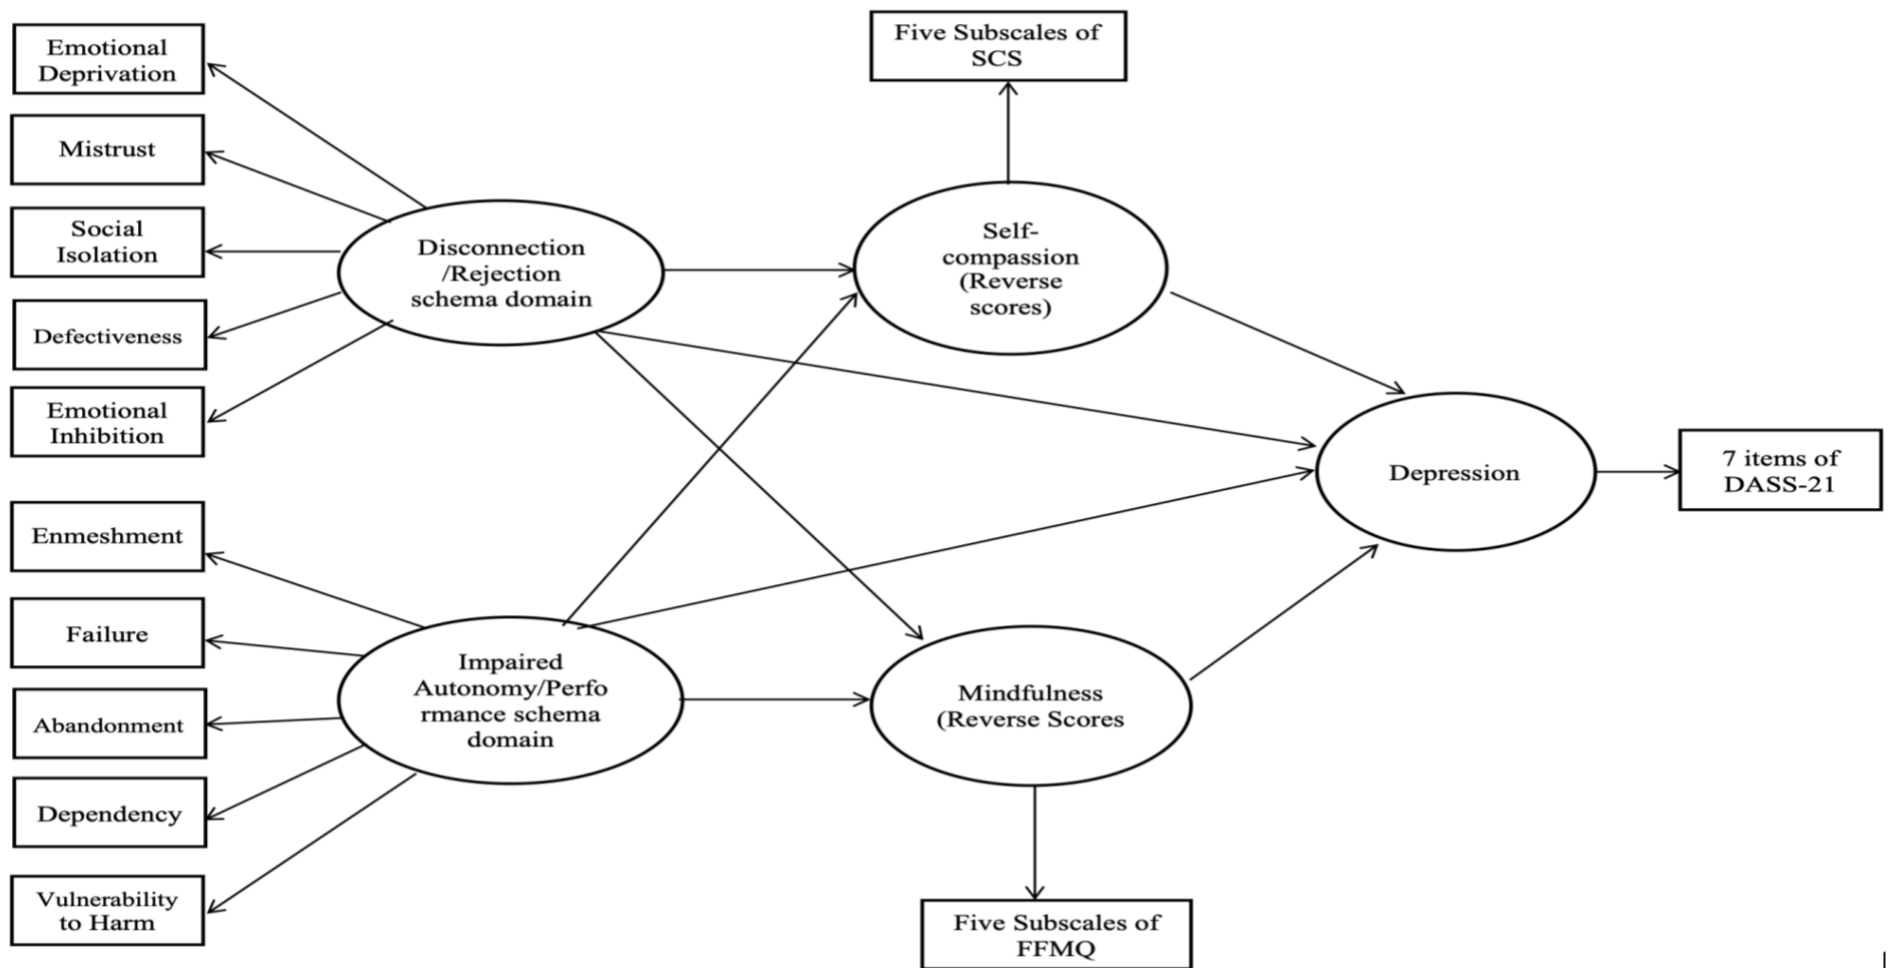 Emotional
Deprivation
Mistrust
Social
Isolation
Defectiveness
Emotional
Inhibition
Enmeshment
Failure
Abandonment
Dependency
Vulnerability
to Harm
Disconnection
/Rejection
schema domain
Impaired
Autonomy/Perfo
rmance schema
domain
Five Subscales of
SCS
Self-
compassion
(Reverse
scores)
Mindfulness
(Reverse Scores
Five Subscales of
FFMQ
Depression
7 items of
DASS-21